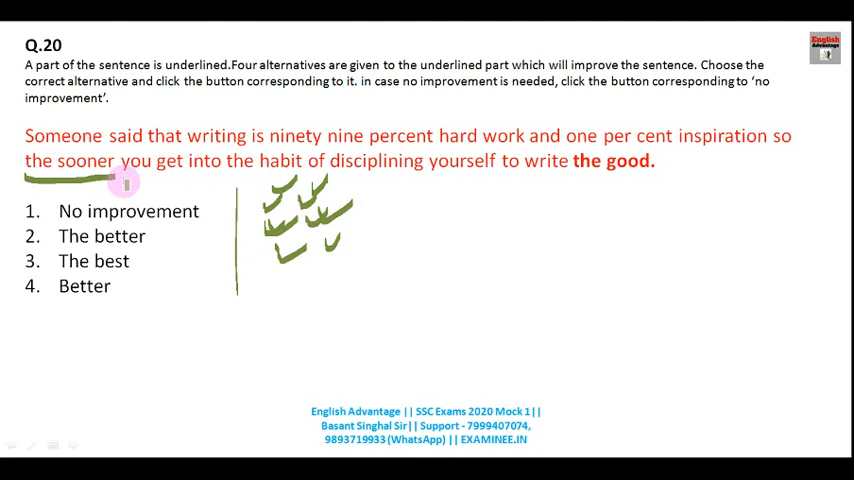 Q.20
English
Advantage
A part of the sentence is underlined.Four alternatives are given to the underlined part which will improve the sentence. Choose the
correct alternative and click the button corresponding to it. in case no improvement is needed, click the button corresponding to ‘no
improvement’.
Someone said that writing is ninety nine percent hard work and one per cent inspiration so
the sooner you get into the habit of disciplining yourself to write the good.
1. No improvement
2. The better
3. The best
4. Better
English Advantage || SSC Exams 2020 Mock 1||
Basant Singhal Sir|| Support - 7999407074,
9893719933 (WhatsApp) || EXAMINEE.IN